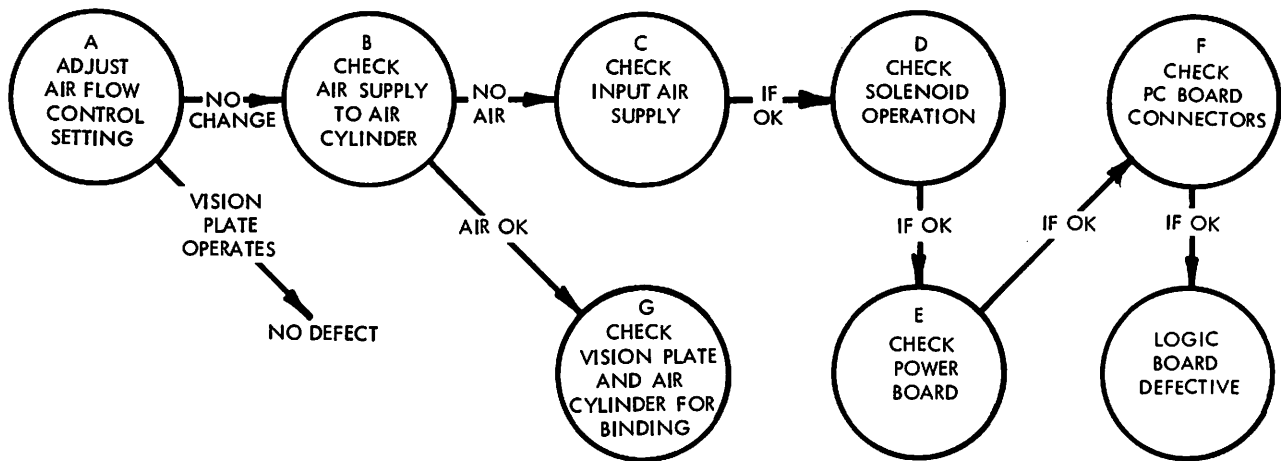 A
ADJUST
AIR FLOW
CONTROL
SETTING
NO
CHANGE
VISION
PLATE
OPERATES
NO DEFECT
B
CHECK
AIR SUPPLY
TO AIR
CYLINDER
NO
AIR
AIR OK
C
CHECK
INPUT AIR
SUPPLY
IF
OK
G
CHECK
VISION PLATE
AND AIR
CYLINDER FOR
BINDING
D
CHECK
SOLENOID
OPERATION
IF OK
E
CHECK
POWER
BOARD
IF OK
F
CHECK
PC BOARD
CONNECTORS
IF OK
LOGIC
BOARD
DEFECTIVE